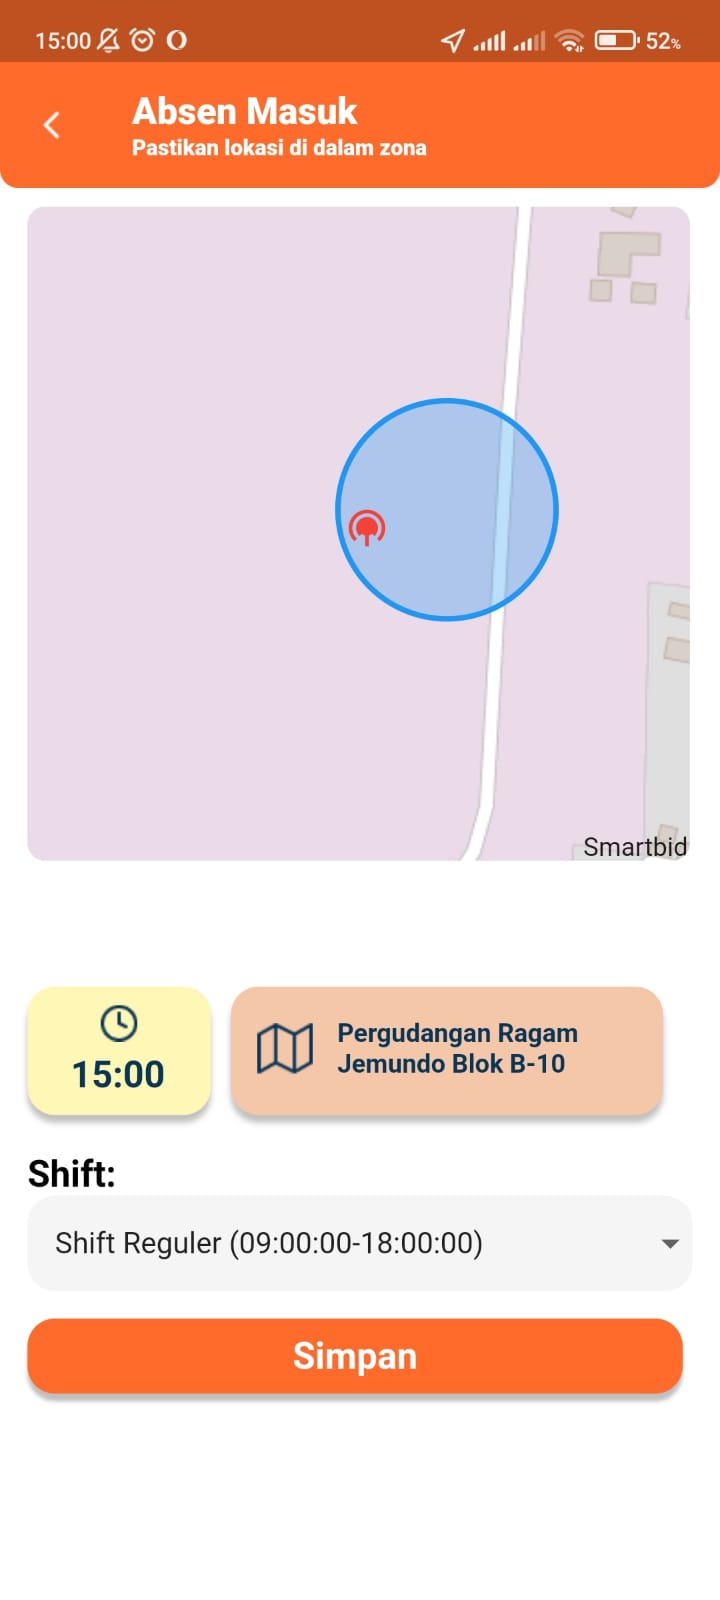 15:00
52%
Absen Masuk
Pastikan lokasi di dalam zona
Smartbid
15:00
Pergudangan Ragam
Jemundo Blok B-10
Shift:
Shift Reguler (09:00:00-18:00:00)
Simpan